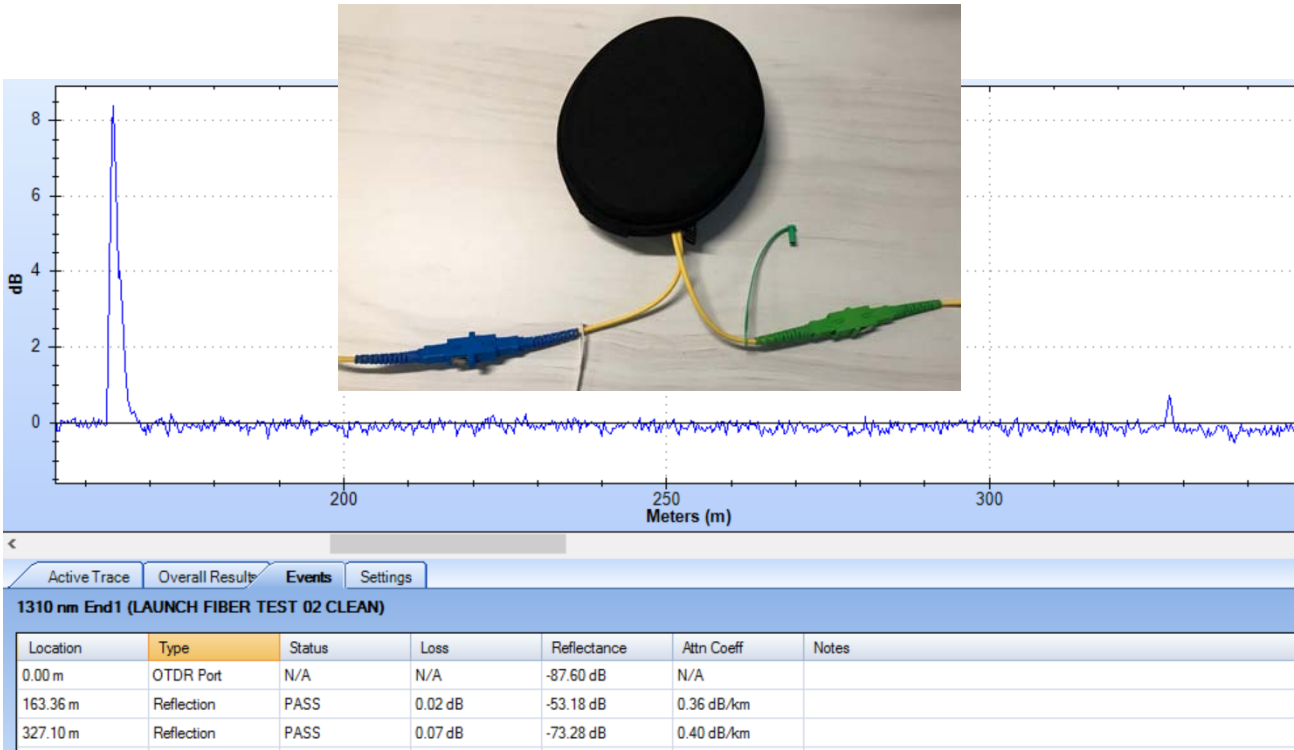 8
6
4
2
0
dB
200
250
300
Meters (m)
<
Active Trace
Overall Results
Events
Settings
1310 nm End1 (LAUNCH FIBER TEST 02 CLEAN)
Location Type Status Loss Reflectance Attn Coeff Notes
0.00 m OTDR Port N/A N/A -87.60 dB N/A
163.36 m Reflection PASS 0.02 dB -53.18 dB 0.36 dB/km
327.10 m Reflection PASS 0.07 dB -73.28 dB 0.40 dB/km